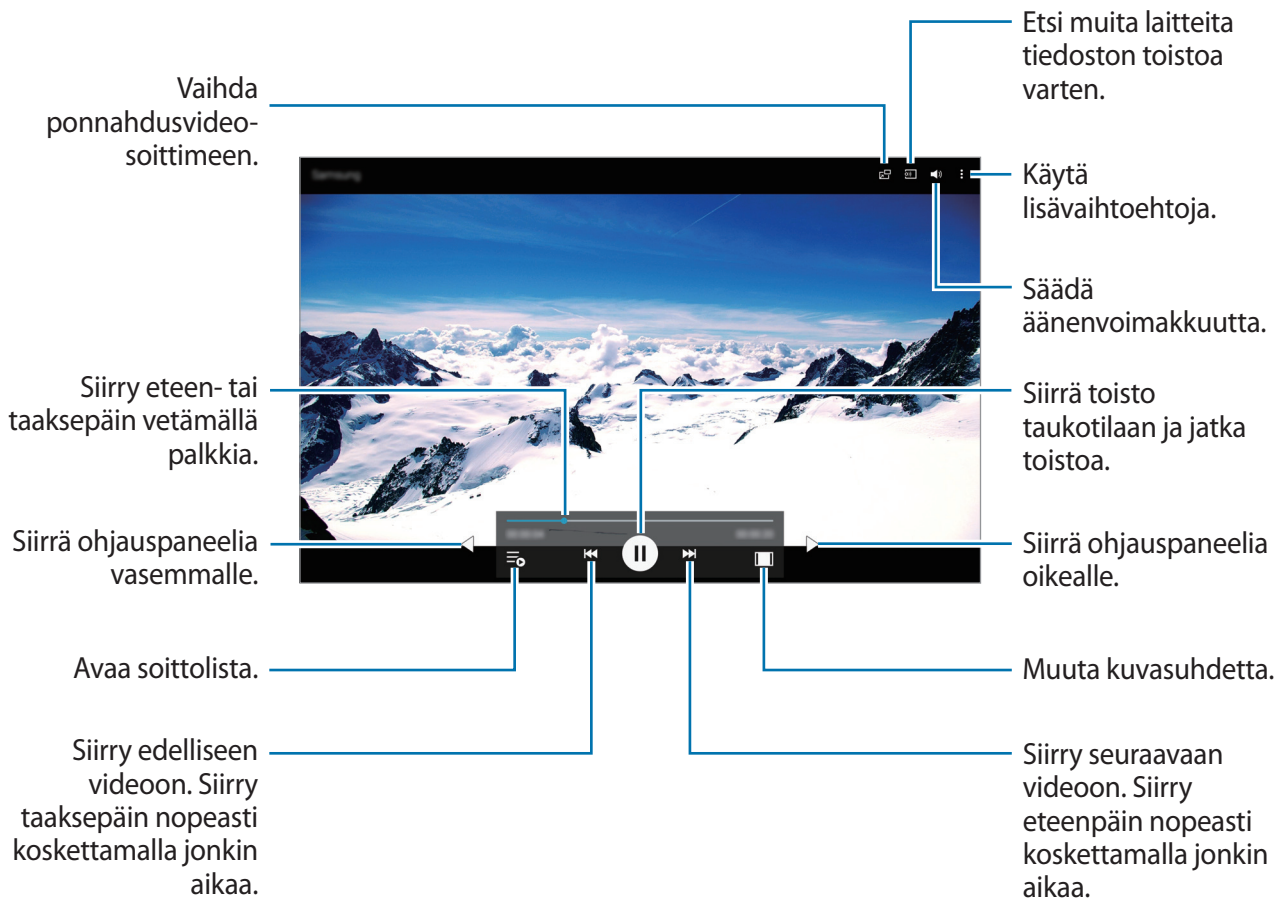 Etsi muita laitteita
tiedoston toistoa
varten.
Vaihda
ponnahdusvideo-
soittimeen.
Samsung
Käytä
lisävaihtoehtoja.
Säädä
äänenvoimakkuutta.
Siirry eteen- tai
taaksepäin vetämällä
palkkia.
Siirrä toisto
taukotilaan ja jatka
toistoa.
Siirrä ohjauspaneelia
vasemmalle.
Siirrä ohjauspaneelia
oikealle.
Avaa soittolista.
Muuta kuvasuhdetta.
Siirry edelliseen
videoon. Siirry
taaksepäin nopeasti
koskettamalla jonkin
aikaa.
Siirry seuraavaan
videoon. Siirry
eteenpäin nopeasti
koskettamalla jonkin
aikaa.